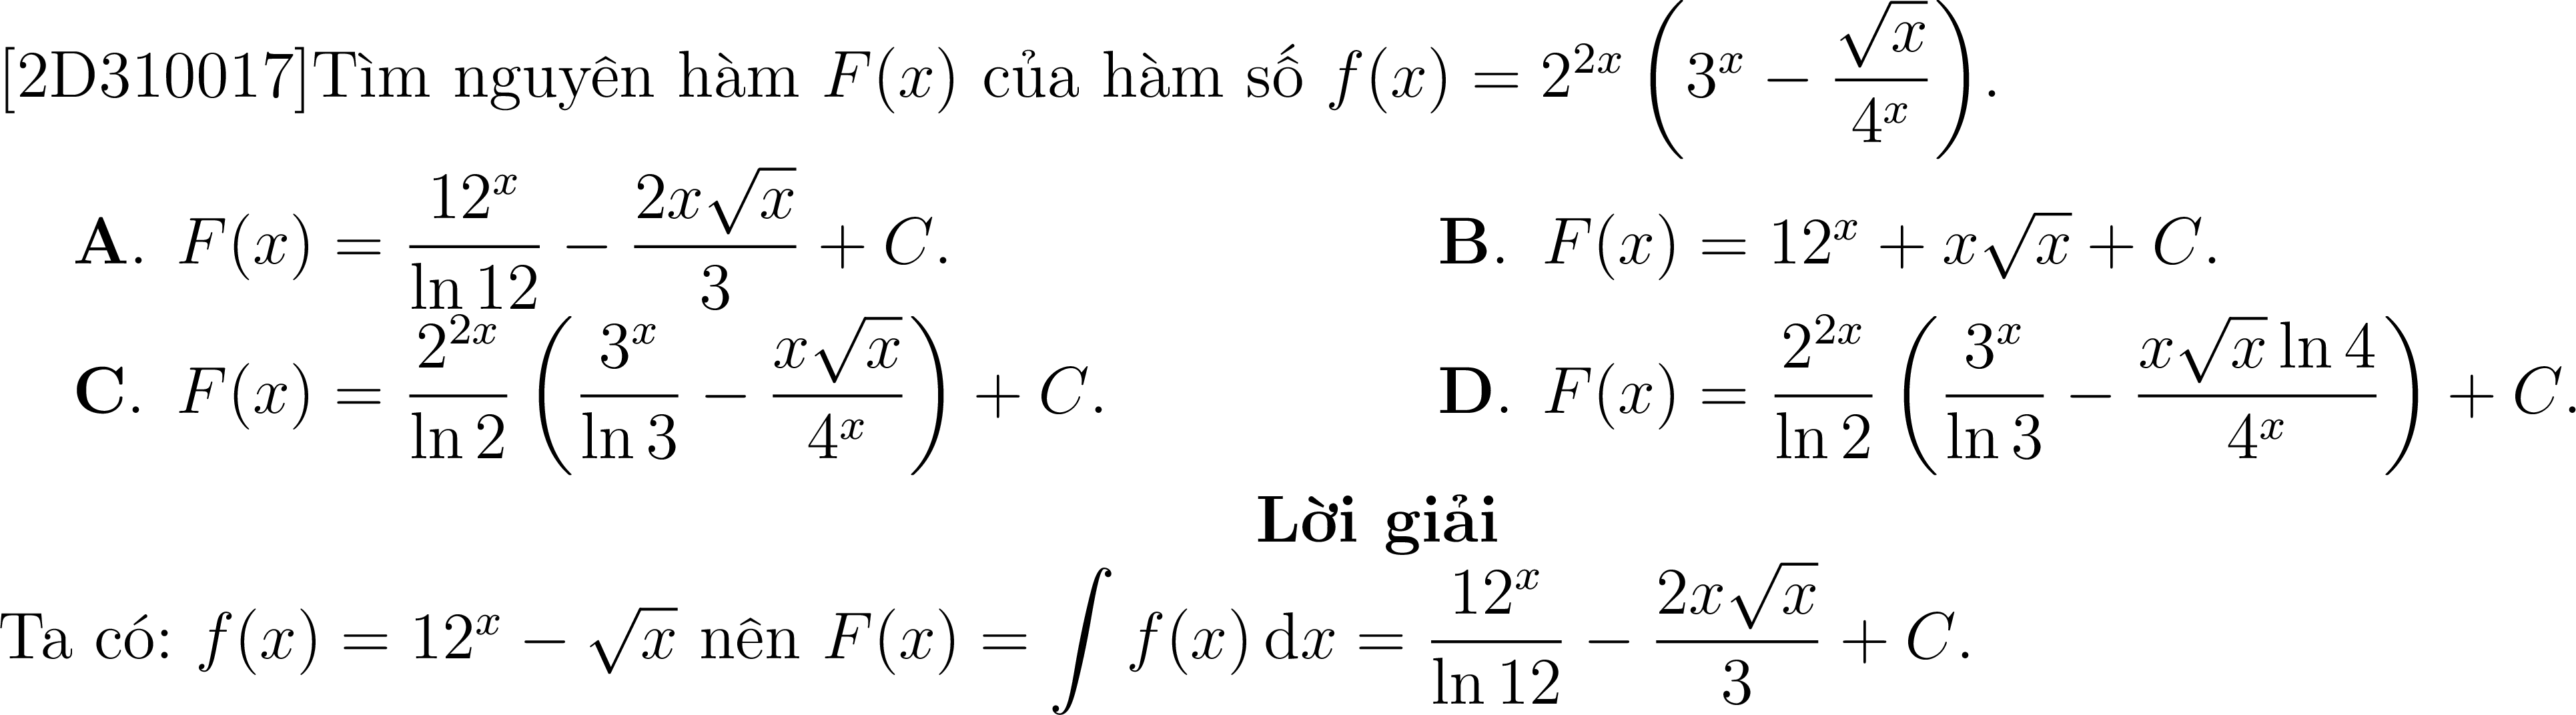 [2D310017]Tìm nguyên hàm $F(x)$ của hàm số $f(x) = 2^{2x} \left( 3^x - \frac{\sqrt{x}}{4^x} \right)$.
A. $F(x) = \frac{12^x}{\ln 12} - \frac{2x\sqrt{x}}{3} + C$. B. $F(x) = 12^x + x\sqrt{x} + C$.
C. $F(x) = \frac{2^{2x}}{\ln 2} \left( \frac{3^x}{\ln 3} - \frac{x\sqrt{x}}{4^x} \right) + C$. D. $F(x) = \frac{2^{2x}}{\ln 2} \left( \frac{3^x}{\ln 3} - \frac{x\sqrt{x} \ln 4}{4^x} \right) + C$.
Lời giải
Ta có: $f(x) = 12^x - \sqrt{x}$ nên $F(x) = \int f(x) \, \mathrm{d}x = \frac{12^x}{\ln 12} - \frac{2x\sqrt{x}}{3} + C$.